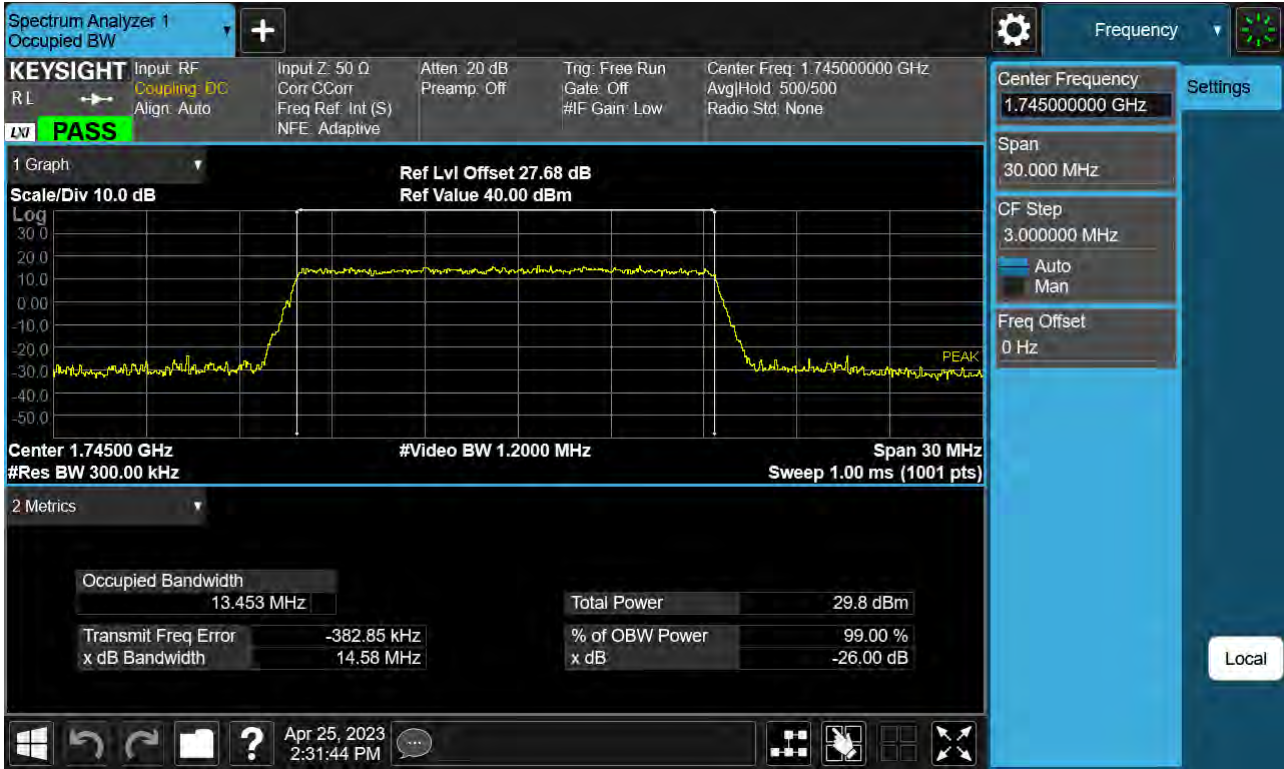 Spectrum Analyzer 1
Occupied BW
+
Frequency
KEYSIGHT
R L
LXI
PASS
Input: RF
Coupling: DC
Align: Auto
Input Z: 50 Ω
Corr CCorr
Freq Ref: Int (S)
NFE: Adaptive
Atten: 20 dB
Preamp: Off
Trig: Free Run
Gate: Off
#IF Gain: Low
Center Freq: 1.745000000 GHz
Avg|Hold: 500/500
Radio Std: None
Center Frequency
1.745000000 GHz
Settings
Span
30.000 MHz
CF Step
3.000000 MHz
Auto
Man
Freq Offset
0 Hz
1 Graph
Scale/Div 10.0 dB
Ref Lvl Offset 27.68 dB
Ref Value 40.00 dBm
Log
30.0
20.0
10.0
0.00
-10.0
-20.0
-30.0
-40.0
-50.0
PEAK
Center 1.74500 GHz
#Video BW 1.2000 MHz
Span 30 MHz
#Res BW 300.00 kHz
Sweep 1.00 ms (1001 pts)
2 Metrics
Occupied Bandwidth
13.453 MHz
Total Power 29.8 dBm
Transmit Freq Error -382.85 kHz
% of OBW Power 99.00 %
x dB Bandwidth 14.58 MHz
x dB -26.00 dB
Local
?
Apr 25, 2023
2:31:44 PM